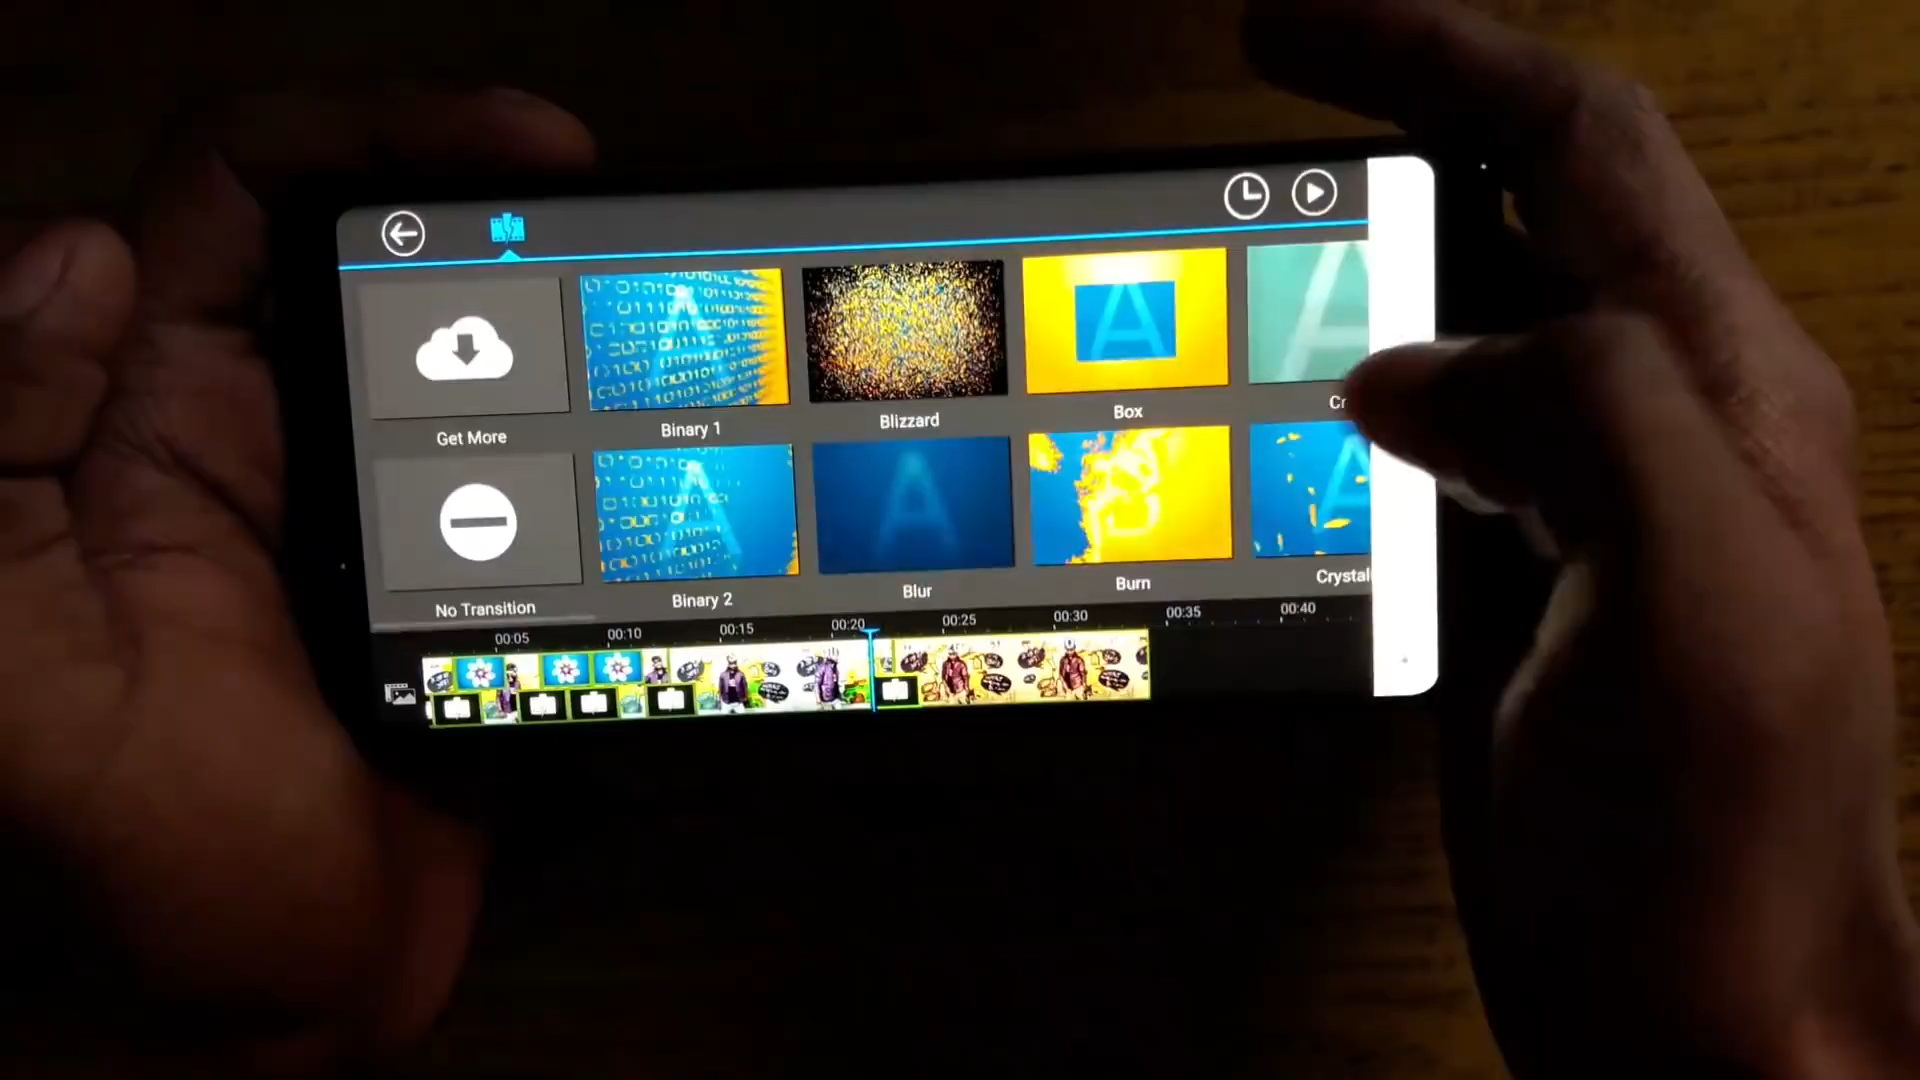 Get More
Binary 1
Blizzard
Box
Cr
No Transition
Binary 2
Blur
Burn
Crystal
00:05
00:10
00:15
00:20
00:25
00:30
00:35
00:40